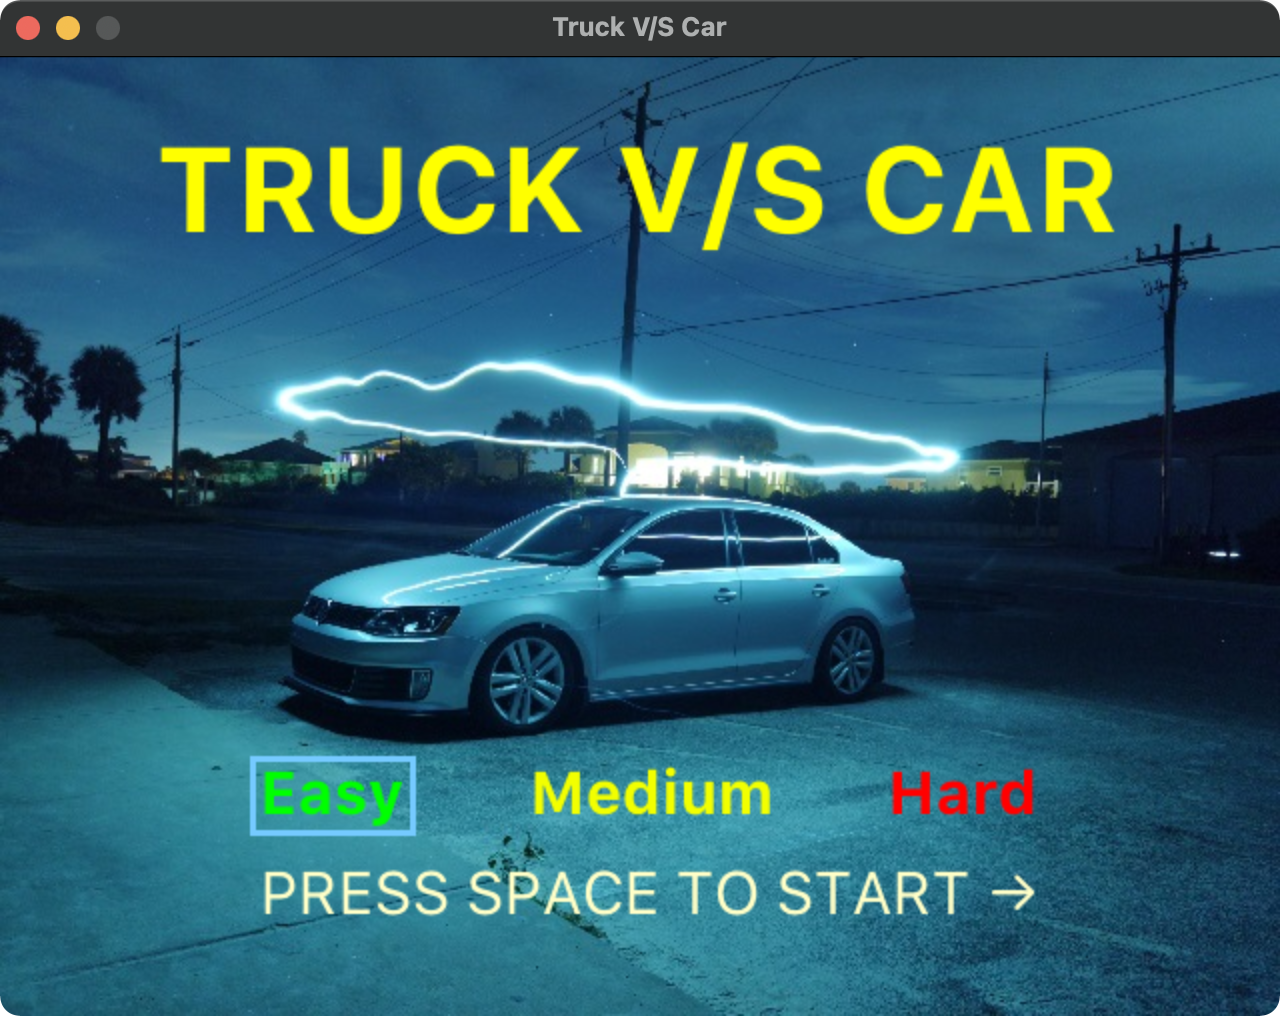 Truck V/S Car
TRUCK V/S CAR
Easy Medium Hard
PRESS SPACE TO START →